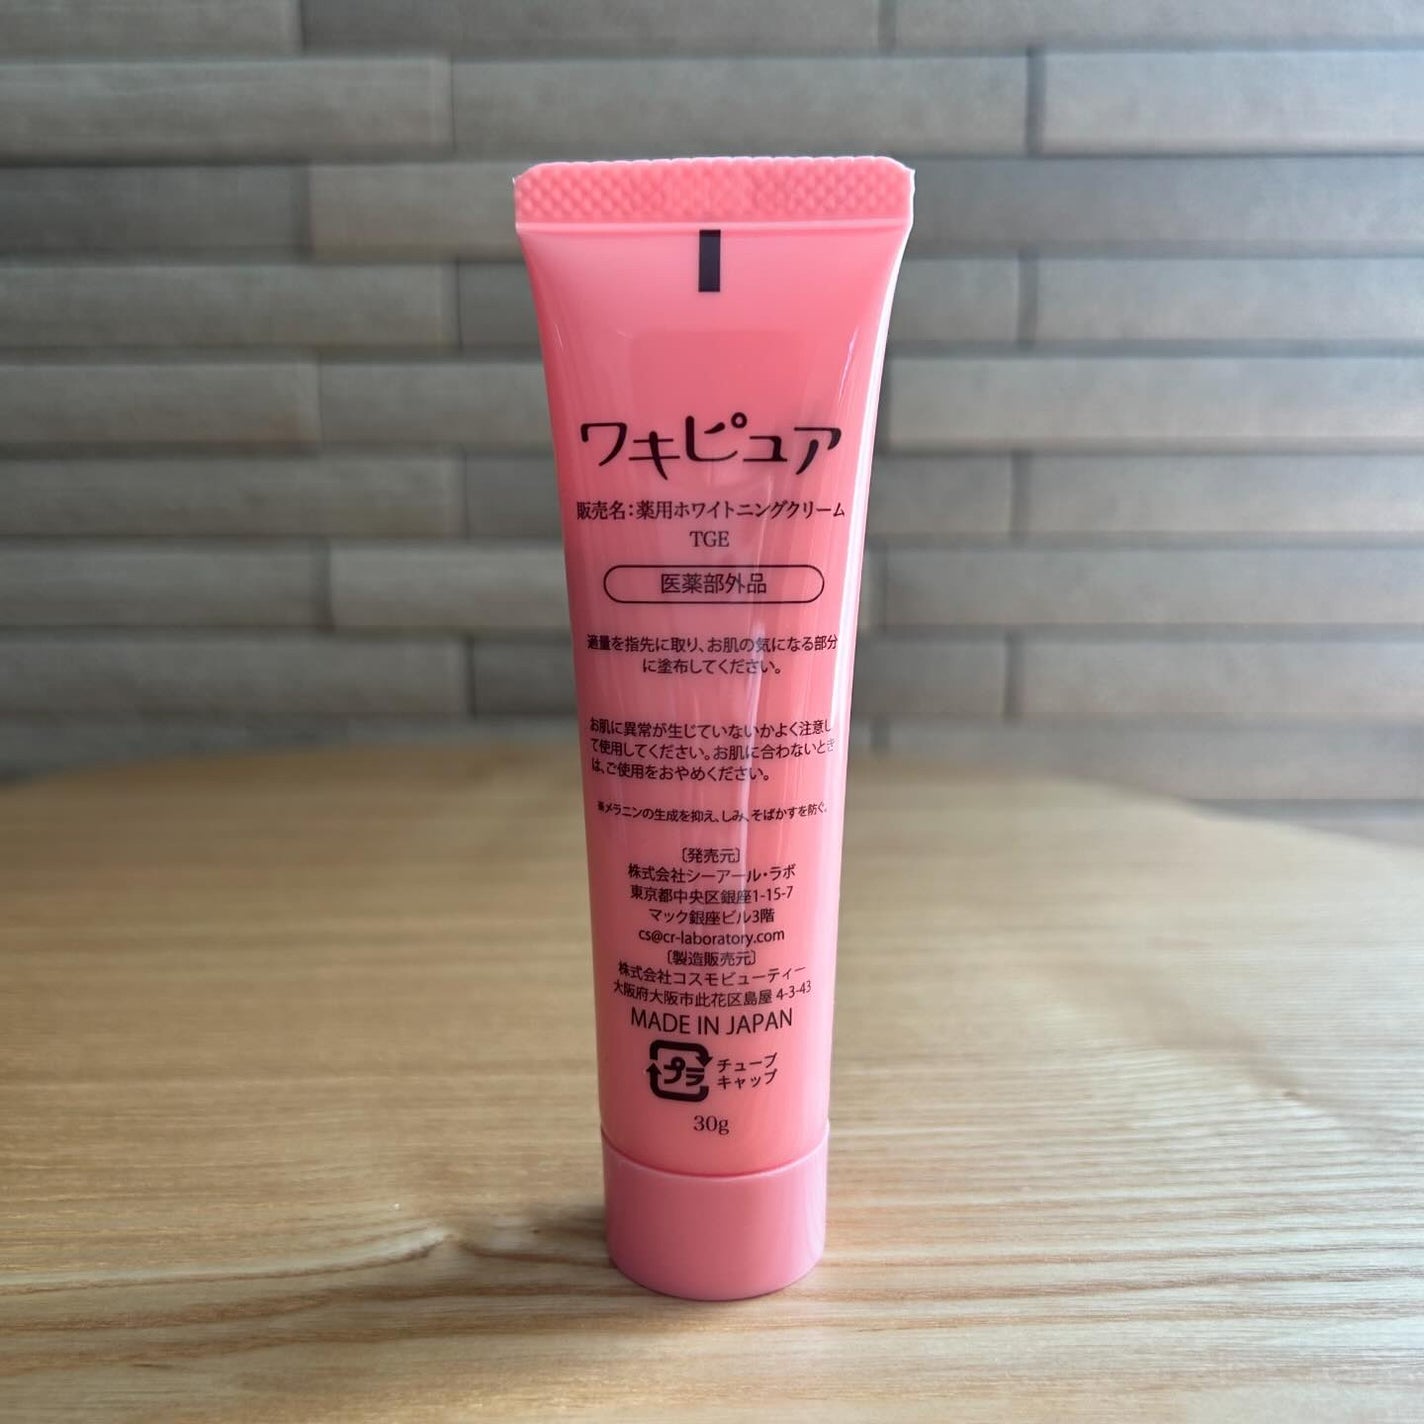 ワキピュア
販売名：薬用ホワイトニングクリーム
TGE
医薬部外品
適量を指先に取り、お肌の気になる部分
に塗布してください。
お肌に異常が生じていないかよく注意し
て使用してください。お肌に合わないとき
は、ご使用をおやめください。
※メラニンの生成を抑え、しみ、そばかすを防ぐ。
〔発売元〕
株式会社シーアール・ラボ
東京都中央区銀座1-15-7
マック銀座ビル3階
cs@cr-laboratory.com
〔製造販売元〕
株式会社コスモビューティー
大阪府大阪市此花区島屋 4-3-43
MADE IN JAPAN
プラ チューブ
キャップ
30g